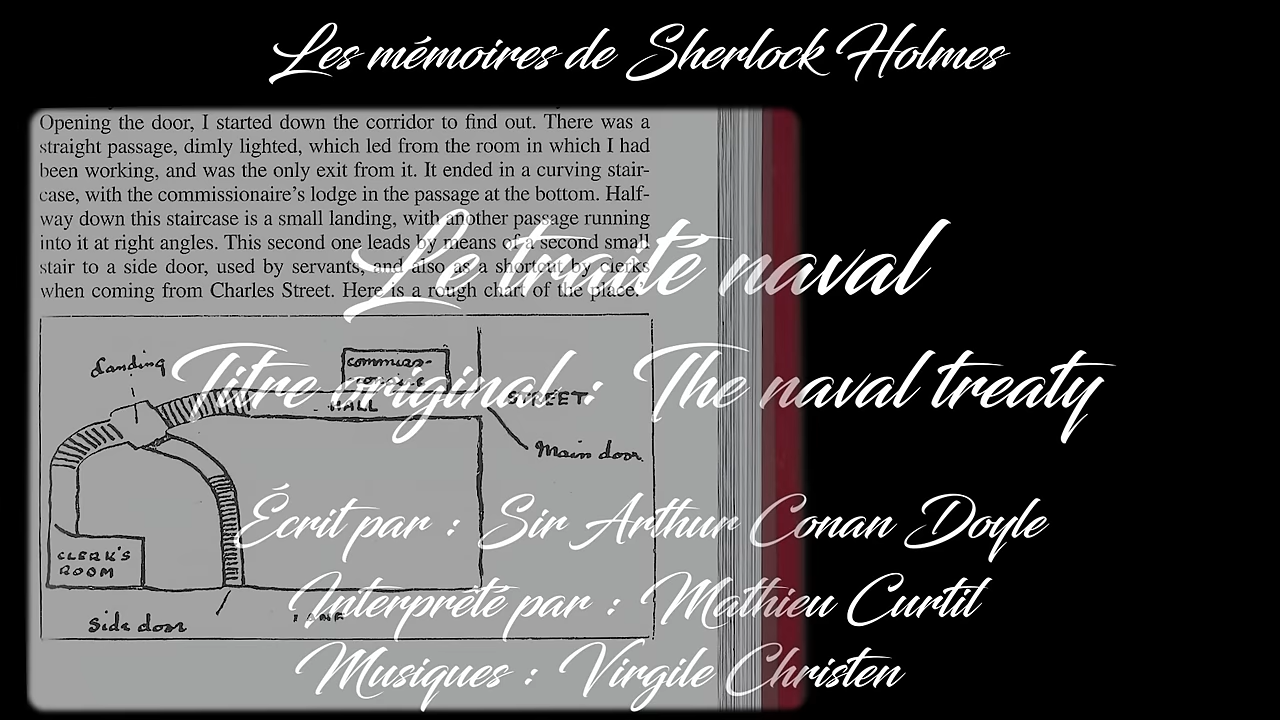 Les mémoires de Sherlock Holmes
Opening the door, I started down the corridor to find out. There was a
straight passage, dimly lighted, which led from the room in which I had
been working, and was the only exit from it. It ended in a curving stair-
case, with the commissionaire's lodge in the passage at the bottom. Half-
way down this staircase is a small landing, with another passage running
into it at right angles. This second one leads by means of a second small
stair to a side door, used by servants, and also as a shortcut by clerks
when coming from Charles Street. Here is a rough chart of the place.
Le traité naval
Landing
commiss-
Titre original : The naval treaty
HALL
STREET
Main door
Écrit par : Sir Arthur Conan Doyle
CLERK'S
ROOM
Interprété par : Mathieu Curtil
Side door
Musiques : Virgile Christen